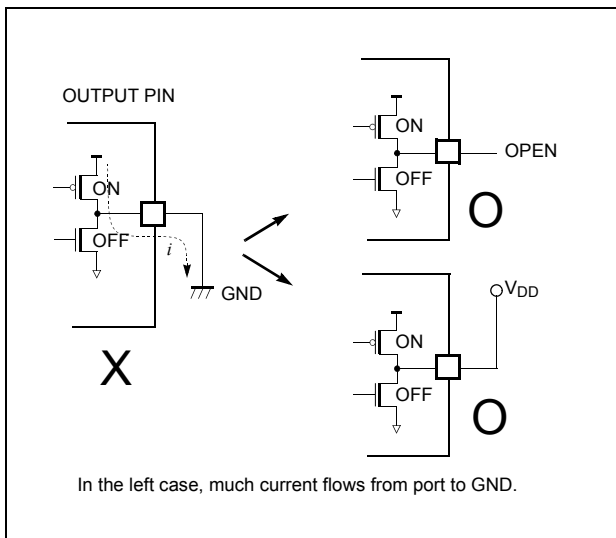 OUTPUT PIN
ON
OFF
i
GND
X
ON
OFF
OPEN
O
VDD
ON
OFF
O
In the left case, much current flows from port to GND.